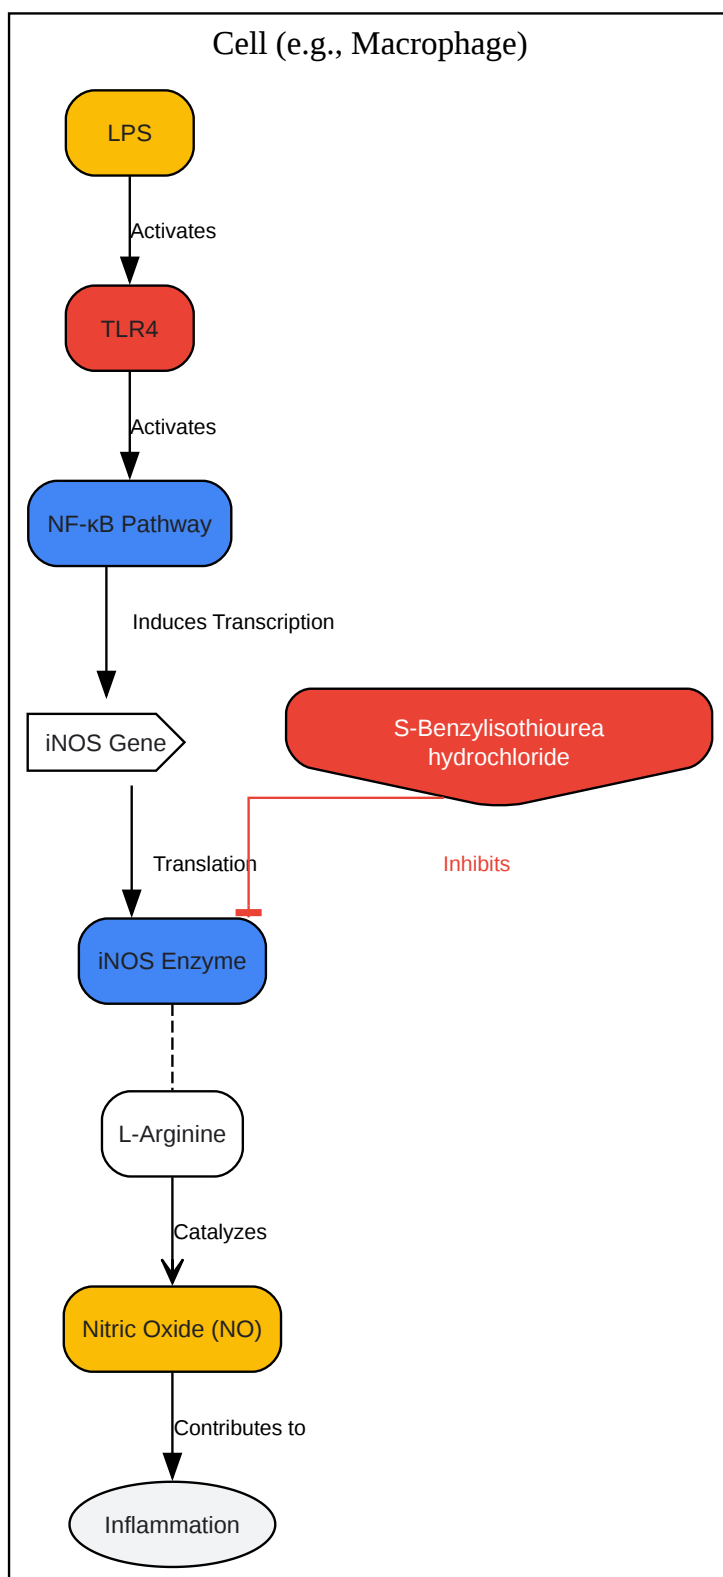 Cell (e.g., Macrophage)
LPS
Activates
TLR4
Activates
NF-κB Pathway
Induces Transcription
iNOS Gene
S-Benzylisothiourea
hydrochloride
Translation
Inhibits
iNOS Enzyme
L-Arginine
Catalyzes
Nitric Oxide (NO)
Contributes to
Inflammation